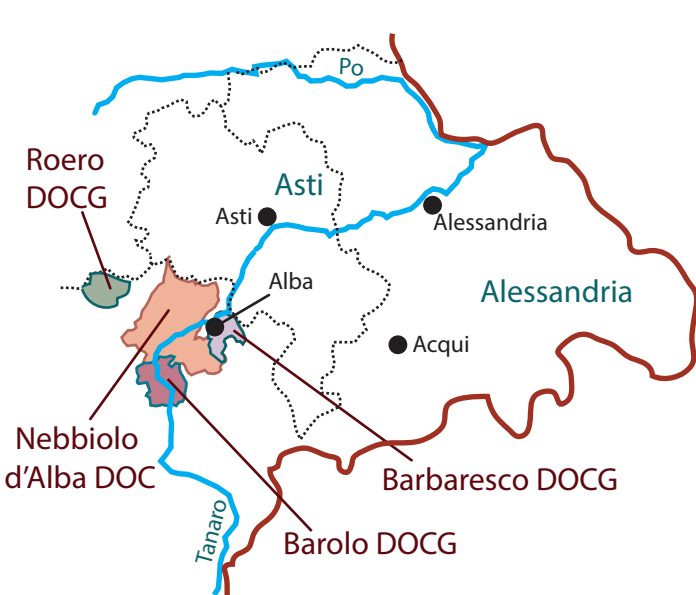 Po
Roero
DOCG
Asti
Asti
Alessandria
Alba
Alessandria
Acqui
Nebbiolo
d'Alba DOC
Barbaresco DOCG
Tanaro
Barolo DOCG